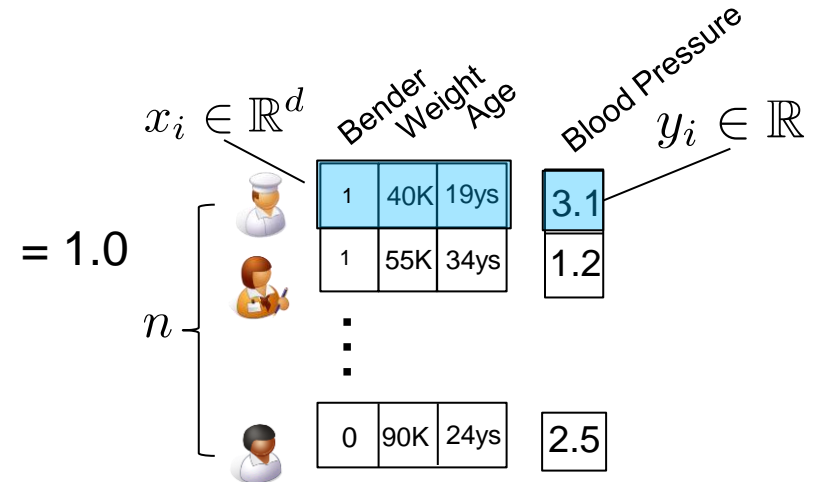 Bender Weight Age Blood Pressure
x_i ∈ ℝ^d y_i ∈ ℝ
1 40K 19ys 3.1
= 1.0
1 55K 34ys 1.2
n
⋮
0 90K 24ys 2.5